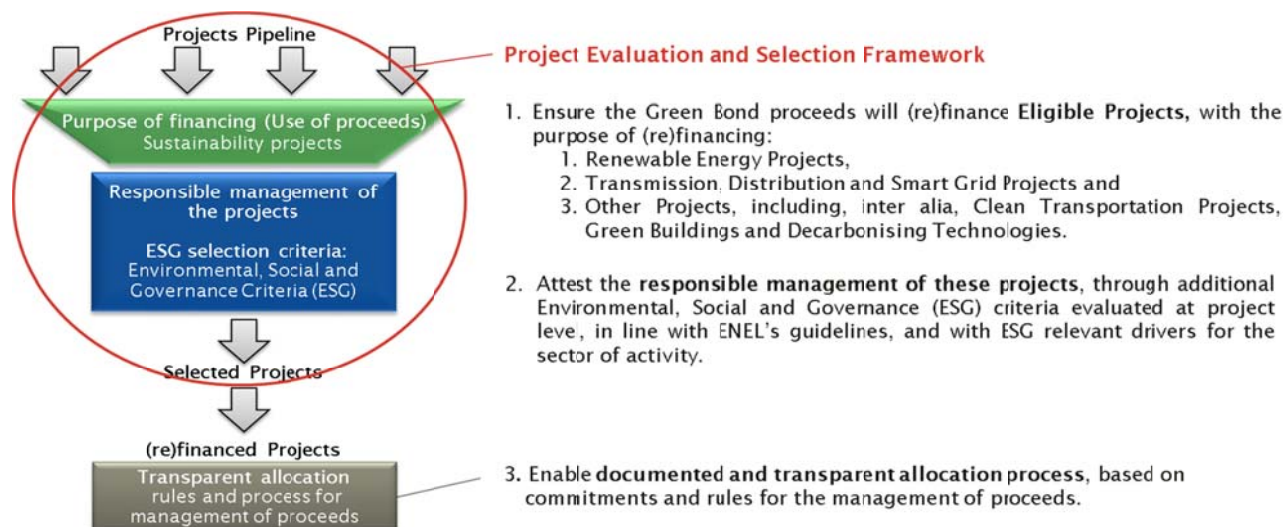 Projects Pipeline
Purpose of financing (Use of proceeds)
Sustainability projects
Responsible management of
the projects
ESG selection criteria:
Environmental, Social and
Governance Criteria (ESG)
Selected Projects
(re)financed Projects
Transparent allocation
rules and process for
management of proceeds
Project Evaluation and Selection Framework
1. Ensure the Green Bond proceeds will (re)finance Eligible Projects, with the
purpose of (re)financing:
1. Renewable Energy Projects,
2. Transmission, Distribution and Smart Grid Projects and
3. Other Projects, including, inter alia, Clean Transportation Projects,
Green Buildings and Decarbonising Technologies.
2. Attest the responsible management of these projects, through additional
Environmental, Social and Governance (ESG) criteria evaluated at project
level, in line with ENEL's guidelines, and with ESG relevant drivers for the
sector of activity.
3. Enable documented and transparent allocation process, based on
commitments and rules for the management of proceeds.